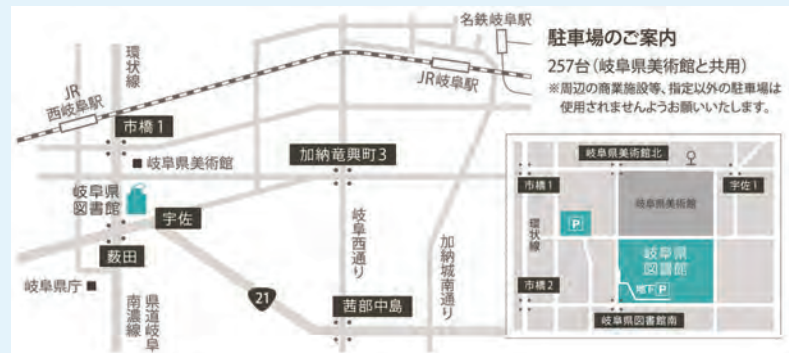 名鉄岐阜駅
環状線
JR
西岐阜駅
JR岐阜駅
市橋1
■岐阜県美術館
加納竜興町3
岐阜県
図書館
宇佐
薮田
岐阜県庁■
県道岐阜
南濃線
21
岐阜西通り
加納城南通り
茜部中島
駐車場のご案内
257台(岐阜県美術館と共用)
※周辺の商業施設等、指定以外の駐車場は
使用されませんようお願いいたします。
岐阜県美術館北
市橋1
宇佐1
岐阜県美術館
環状線
P
岐阜県
図書館
地下P
市橋2
岐阜県図書館南